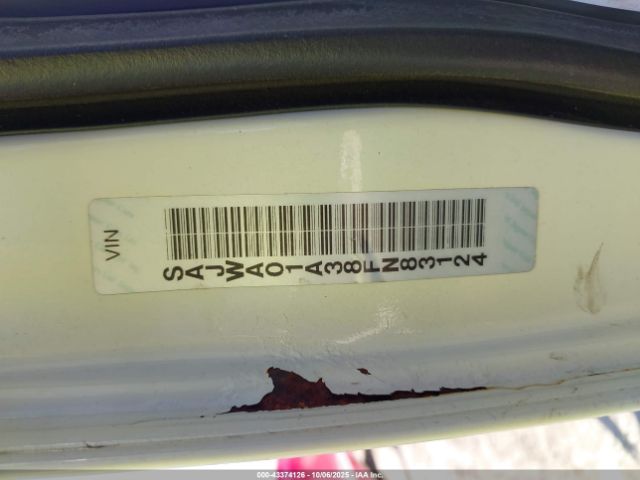 VIN
SAJWA01A38FN83124
000-43374126 • 10/06/2025 • IAA Inc.